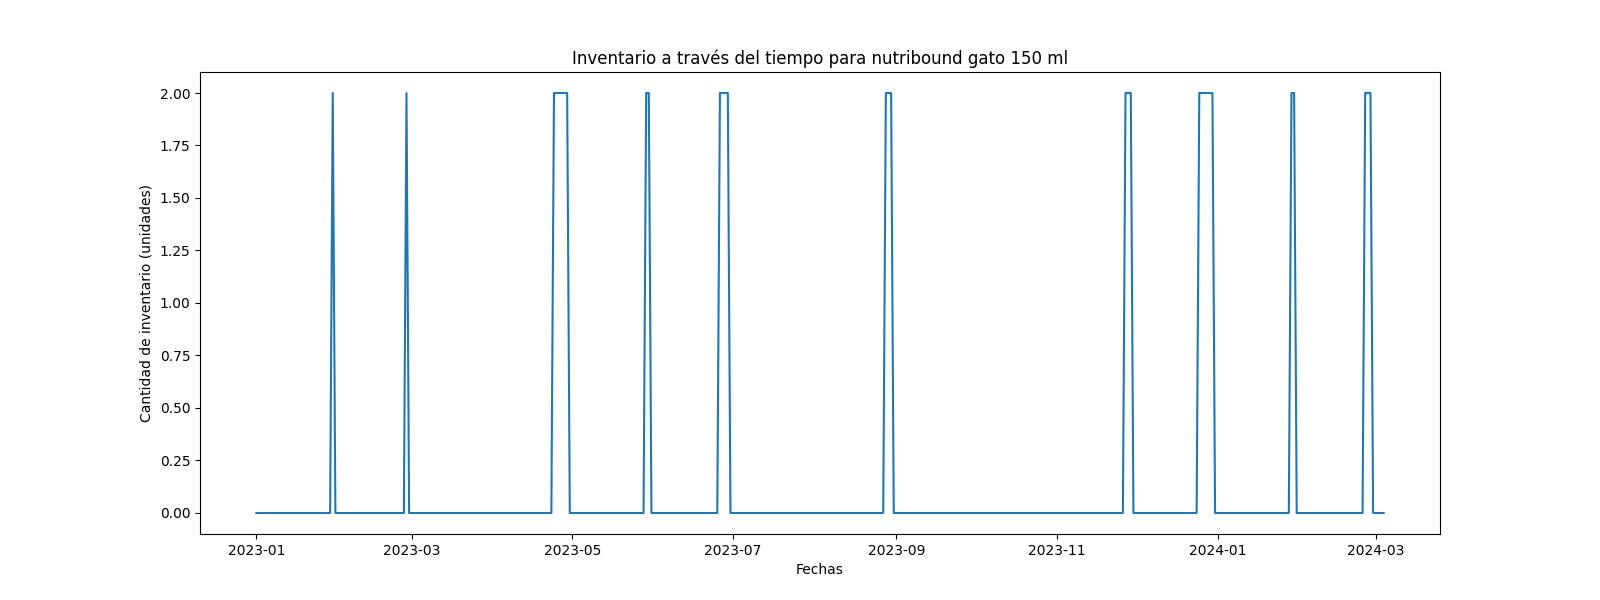 Inventario a través del tiempo para nutribound gato 150 ml
Cantidad de inventario (unidades)
2.00
1.75
1.50
1.25
1.00
0.75
0.50
0.25
0.00
2023-01 2023-03 2023-05 2023-07 2023-09 2023-11 2024-01 2024-03
Fechas